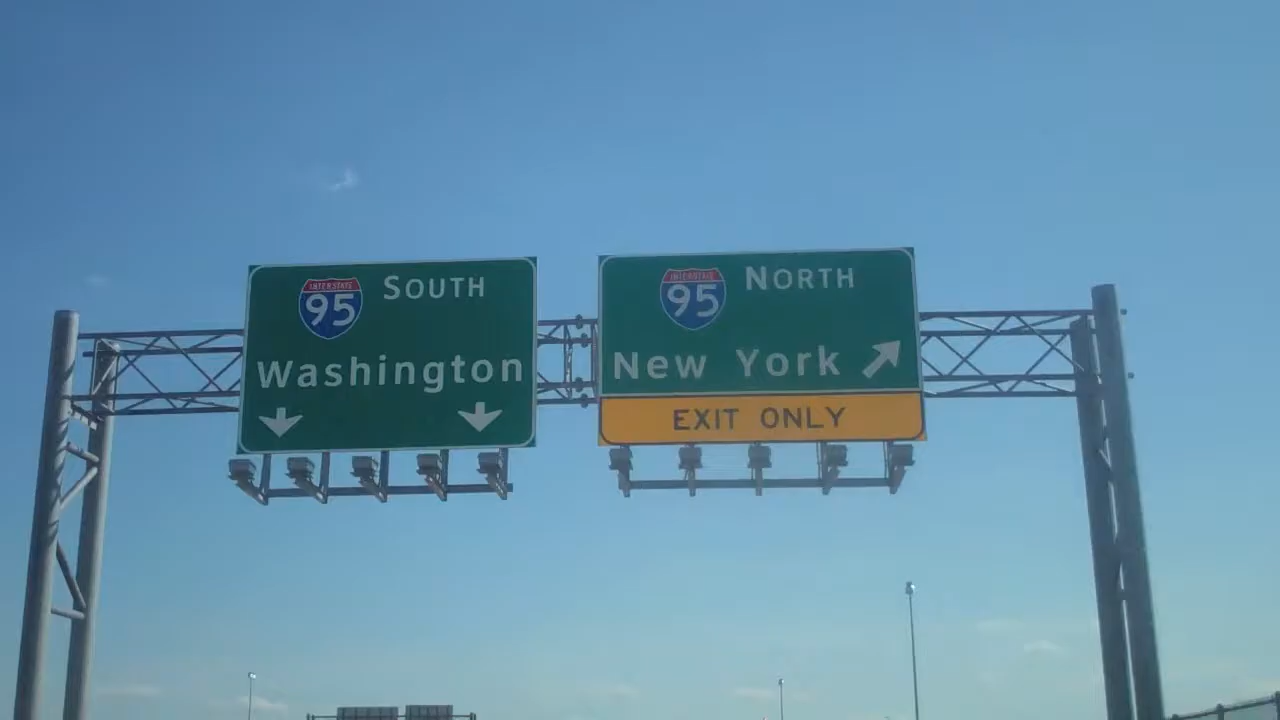 INTERSTATE
95 SOUTH
Washington
INTERSTATE
95 NORTH
New York
EXIT ONLY